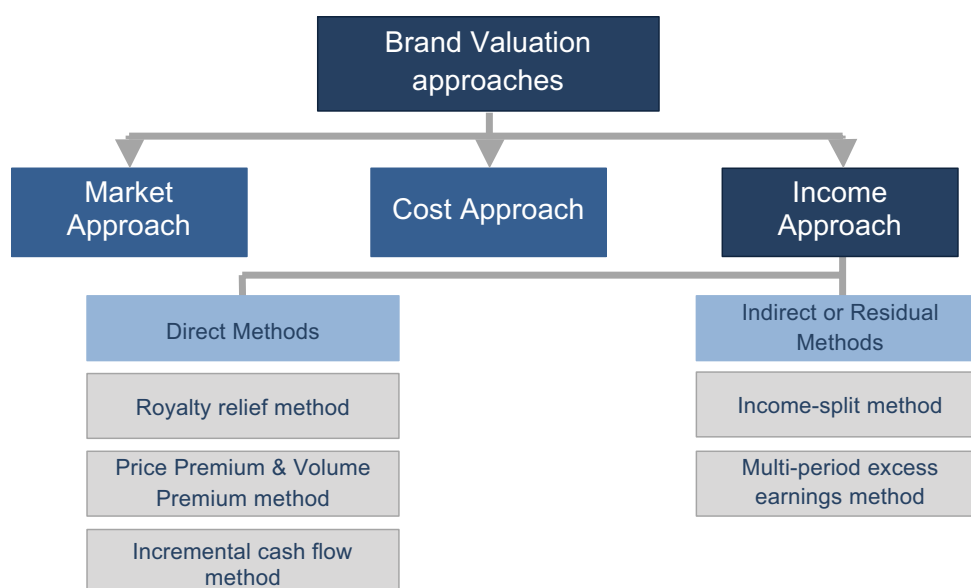 Brand Valuation
approaches
Market
Approach
Cost Approach
Income
Approach
Direct Methods
Indirect or Residual
Methods
Royalty relief method
Income-split method
Price Premium & Volume
Premium method
Multi-period excess
earnings method
Incremental cash flow
method